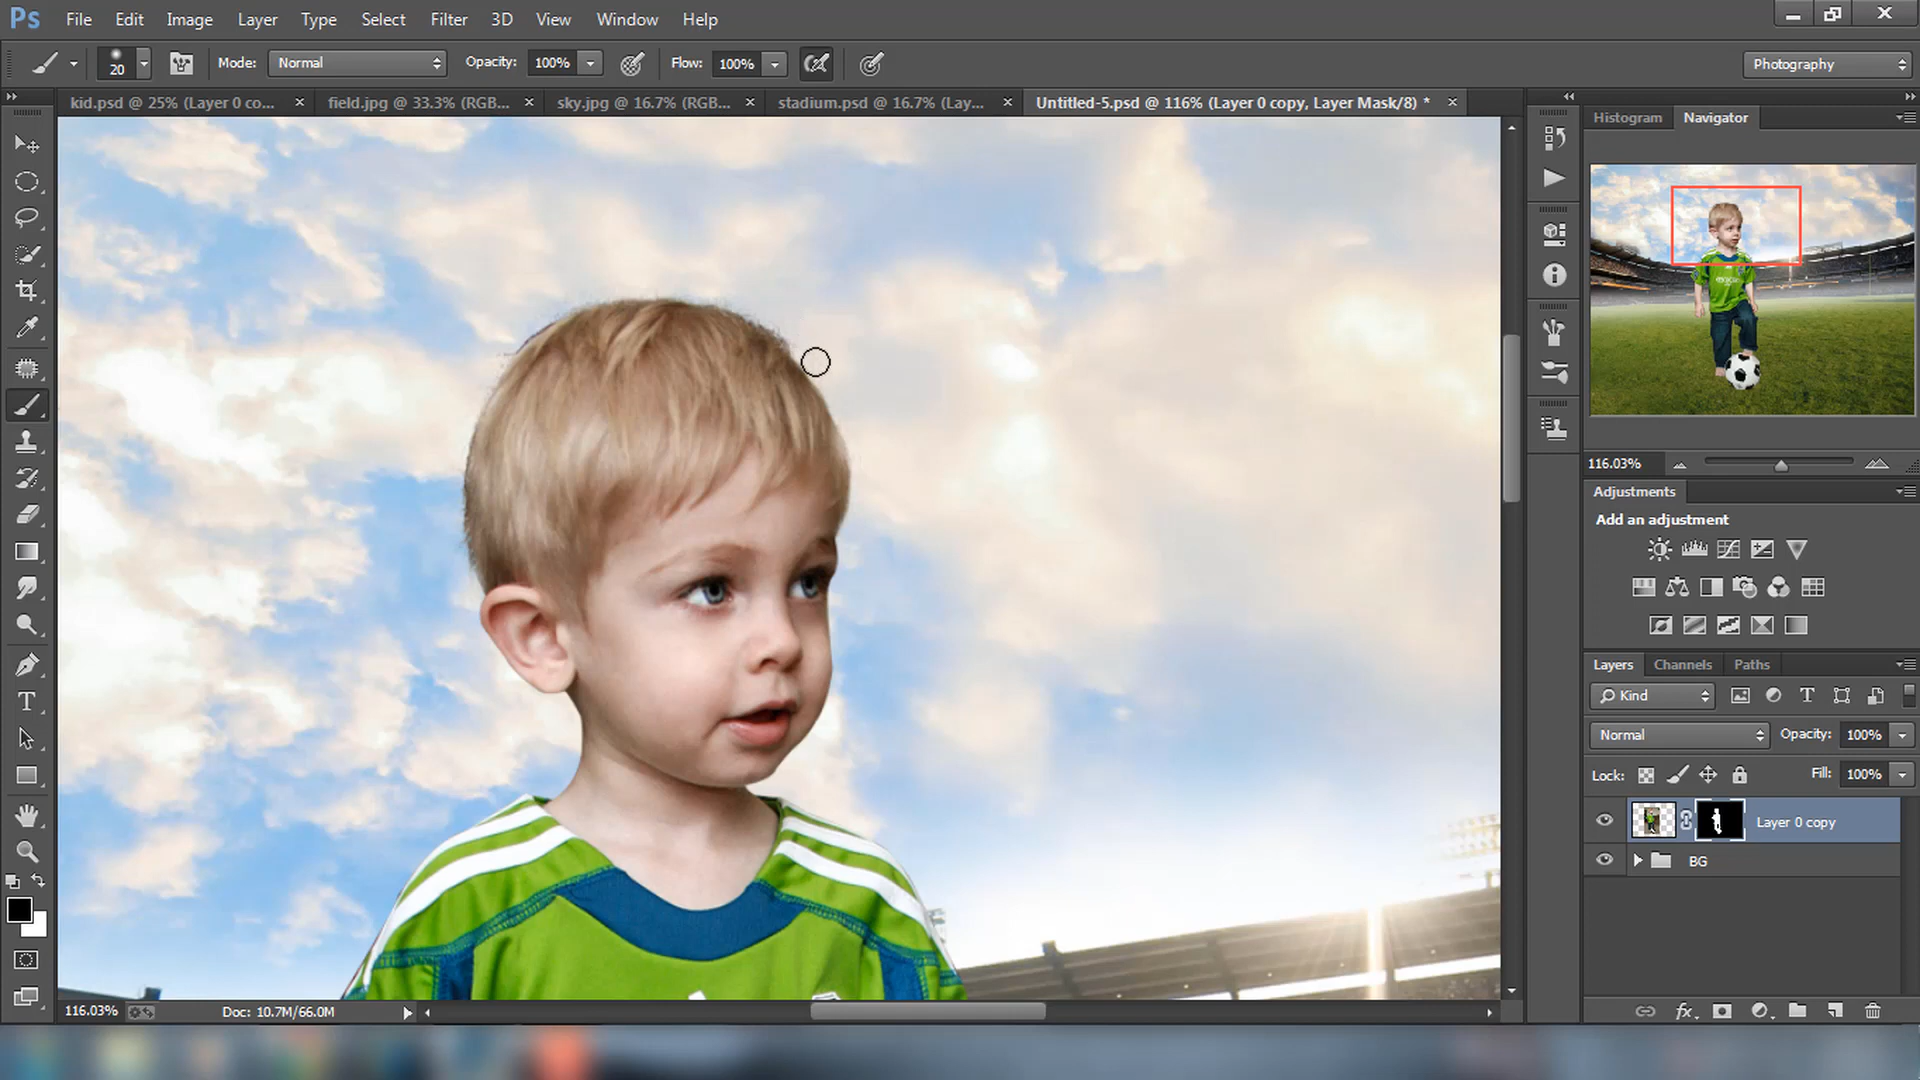 Ps File Edit Image Layer Type Select Filter 3D View Window Help
20 Mode: Normal Opacity: 100% Flow: 100% Photography
kid.psd @ 25% (Layer 0 co... × field.jpg @ 33.3% (RGB... × sky.jpg @ 16.7% (RGB... × stadium.psd @ 16.7% (Lay... × Untitled-5.psd @ 116% (Layer 0 copy, Layer Mask/8) * ×
Histogram Navigator
116.03%
Adjustments
Add an adjustment
Layers Channels Paths
Kind
Normal Opacity: 100%
Lock: Fill: 100%
Layer 0 copy
BG
116.03% Doc: 10.7M/66.0M